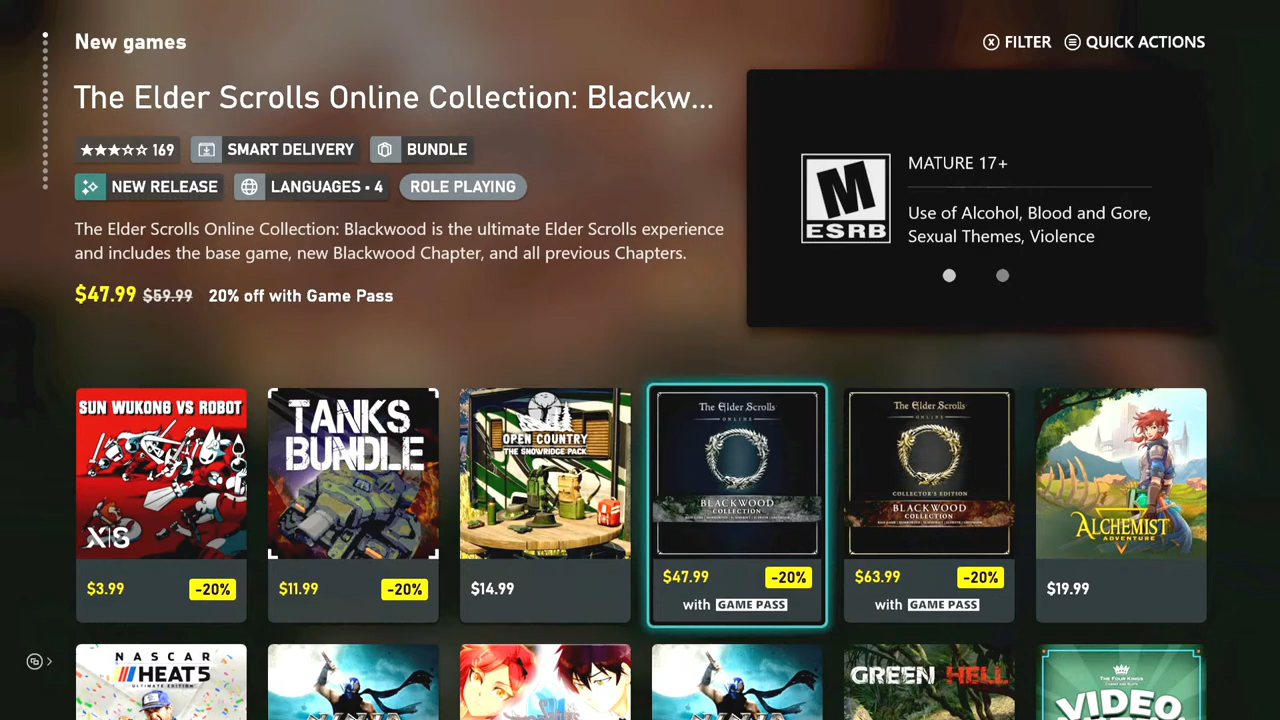 New games
FILTER
QUICK ACTIONS
The Elder Scrolls Online Collection: Blackw...
169
SMART DELIVERY
BUNDLE
NEW RELEASE
LANGUAGES • 4
ROLE PLAYING
The Elder Scrolls Online Collection: Blackwood is the ultimate Elder Scrolls experience
and includes the base game, new Blackwood Chapter, and all previous Chapters.
$47.99 $59.99 20% off with Game Pass
M
ESRB
MATURE 17+
Use of Alcohol, Blood and Gore,
Sexual Themes, Violence
SUN WUKONG VS ROBOT
X|S
$3.99
-20%
TANKS
BUNDLE
$11.99
-20%
OPEN COUNTRY
THE SNOWRIDGE PACK
$14.99
The Elder Scrolls
ONLINE
BLACKWOOD
COLLECTION
$47.99
-20%
with GAME PASS
The Elder Scrolls
ONLINE
COLLECTOR'S EDITION
BLACKWOOD
COLLECTION
$63.99
-20%
with GAME PASS
ALCHEMIST
ADVENTURE
$19.99
NASCAR
HEAT 5
ULTIMATE EDITION
GREEN HELL
THE FOUR KINGS
VIDEO